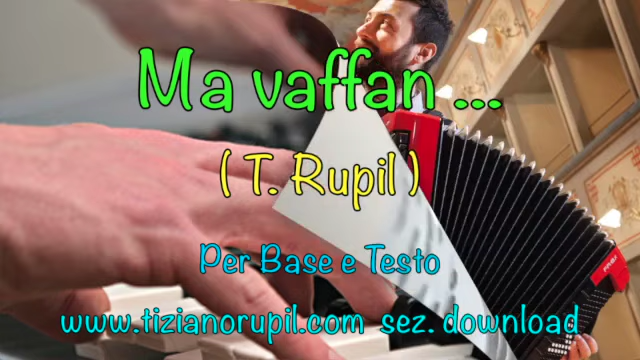 Ma vaffan ...
( T. Rupil )
Per Base e Testo
www.tizianorupil.com sez. download